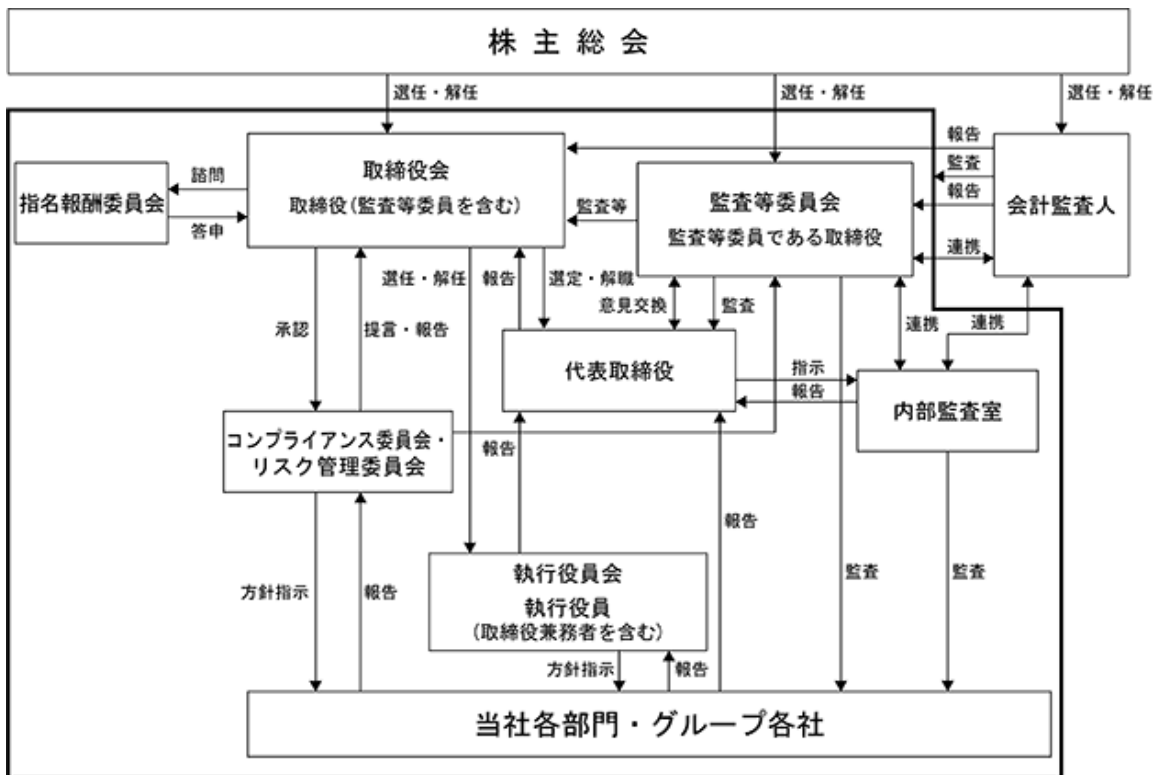 株主総会
選任・解任
選任・解任
選任・解任
取締役会
取締役(監査等委員を含む)
指名報酬委員会
諮問
答申
監査等
監査等委員会
監査等委員である取締役
報告
監査
報告
連携
会計監査人
承認
提言・報告
選任・解任
報告
選定・解職
意見交換
監査
連携
連携
代表取締役
指示
報告
内部監査室
コンプライアンス委員会・
リスク管理委員会
報告
報告
方針指示
報告
執行役員会
執行役員
(取締役兼務者を含む)
監査
監査
方針指示
報告
当社各部門・グループ各社